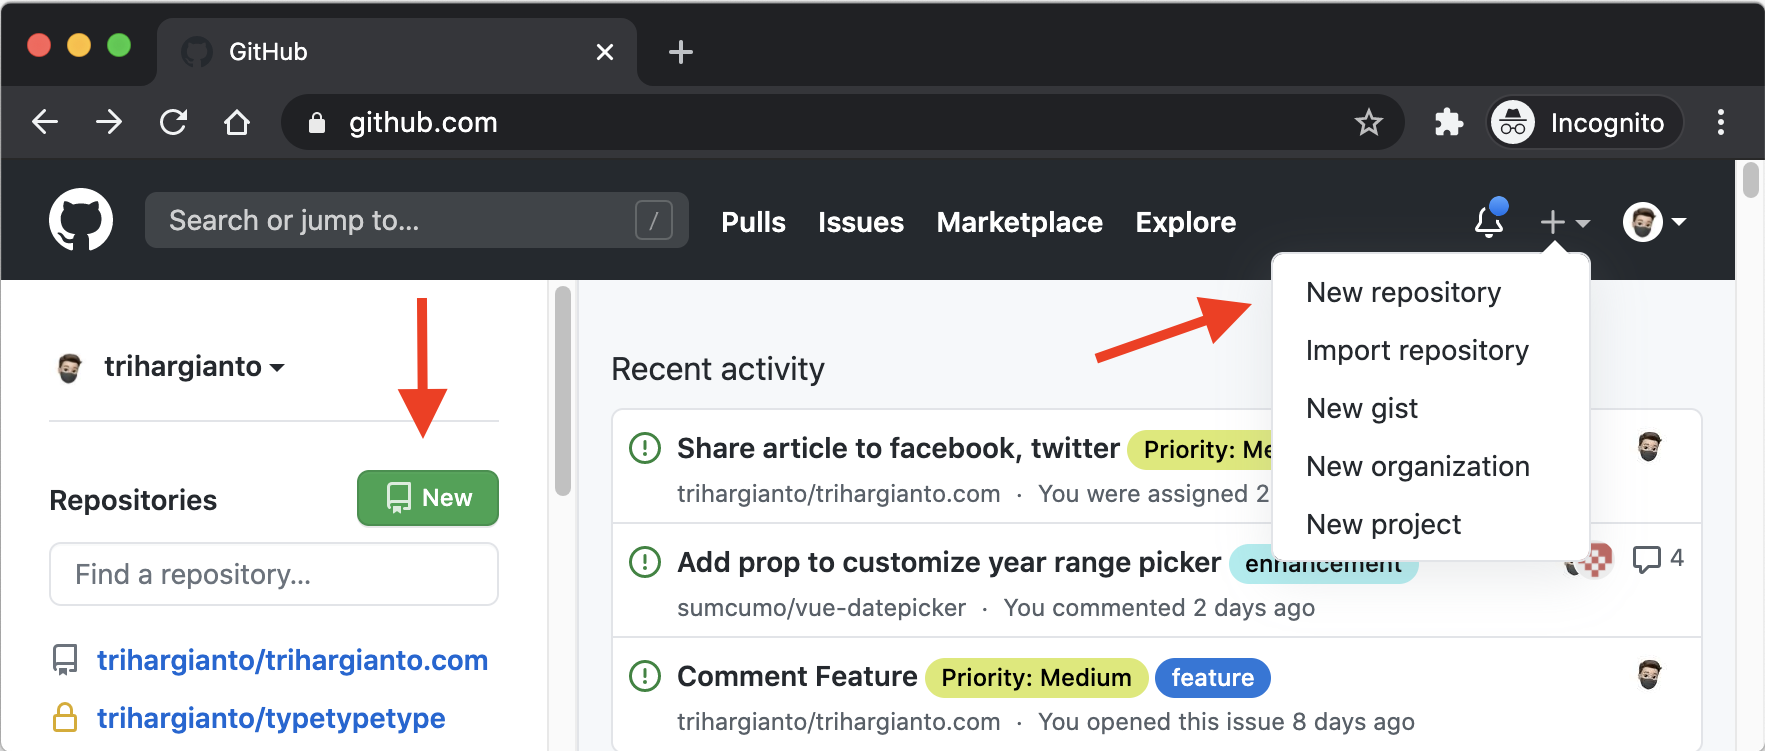 GitHub
github.com
Incognito
Search or jump to...
/
Pulls
Issues
Marketplace
Explore
New repository
Import repository
New gist
New organization
New project
trihargianto
Repositories
New
Find a repository...
trihargianto/trihargianto.com
trihargianto/typetypetype
Recent activity
Share article to facebook, twitter Priority:
trihargianto/trihargianto.com · You were assigned 2
Add prop to customize year range picker enhancement
4
sumcumo/vue-datepicker · You commented 2 days ago
Comment Feature Priority: Medium feature
trihargianto/trihargianto.com · You opened this issue 8 days ago